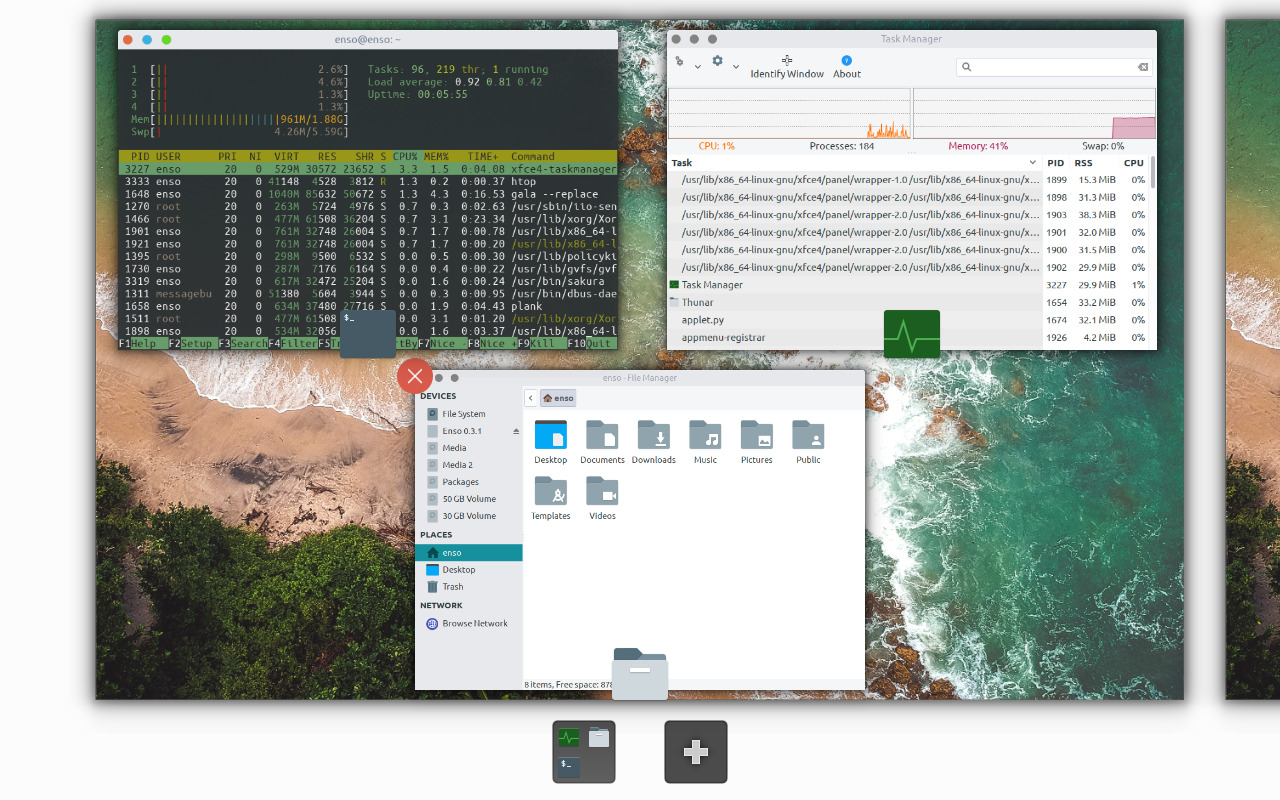 enso@enso: ~
1 [|| 2.6%] Tasks: 96, 219 thr; 1 running
2 [|| 4.6%] Load average: 0.92 0.81 0.42
3 [|| 1.3%] Uptime: 00:05:55
4 [| 1.3%]
Mem[||||||||||||||||||||961M/1.88G]
Swp[| 4.26M/5.59G]
PID USER PRI NI VIRT RES SHR S CPU% MEM% TIME+ Command
3227 enso 20 0 529M 30572 23652 S 3.3 1.5 0:04.08 xfce4-taskmanager
3333 enso 20 0 41148 4528 3812 R 1.3 0.2 0:00.37 htop
1648 enso 20 0 1040M 85632 50676 S 1.3 4.3 0:16.53 gala --replace
1270 root 20 0 263M 5724 4976 S 0.7 0.3 0:02.63 /usr/sbin/iio-sen
1466 root 20 0 477M 61508 36204 S 0.7 3.1 0:23.34 /usr/lib/xorg/Xor
1901 enso 20 0 761M 32748 26004 S 0.7 1.7 0:00.78 /usr/lib/x86_64-l
1921 enso 20 0 761M 32748 26004 S 0.7 1.7 0:00.20 /usr/lib/x86_64-l
1395 root 20 0 298M 9500 6532 S 0.0 0.5 0:00.30 /usr/lib/policykt
1730 enso 20 0 287M 7176 6164 S 0.0 0.4 0:00.22 /usr/lib/gvfs/gvf
3319 enso 20 0 617M 32472 25204 S 0.0 1.6 0:00.24 /usr/bin/sakura
1311 messagebu 20 0 51380 5604 3944 S 0.0 0.3 0:00.95 /usr/bin/dbus-dae
1658 enso 20 0 634M 37480 27716 S 0.0 1.9 0:04.43 plank
1511 root 20 0 477M 61508 0 3.1 0:01.20 /usr/lib/xorg/Xor
1898 enso 20 0 534M 32056 0.0 1.6 0:03.37 /usr/lib/x86_64-l
F1Help F2Setup F3SearchF4FilterF5 tByF7Nice -F8Nice +F9Kill F10Quit
$_
Task Manager
Identify Window About
CPU: 1% Processes: 184 Memory: 41% Swap: 0%
Task PID RSS CPU
/usr/lib/x86_64-linux-gnu/xfce4/panel/wrapper-1.0 /usr/lib/x86_64-linux-gnu/x... 1899 15.3 MiB 0%
/usr/lib/x86_64-linux-gnu/xfce4/panel/wrapper-2.0 /usr/lib/x86_64-linux-gnu/x... 1898 31.3 MiB 0%
/usr/lib/x86_64-linux-gnu/xfce4/panel/wrapper-2.0 /usr/lib/x86_64-linux-gnu/x... 1903 38.3 MiB 0%
/usr/lib/x86_64-linux-gnu/xfce4/panel/wrapper-2.0 /usr/lib/x86_64-linux-gnu/x... 1901 32.0 MiB 0%
/usr/lib/x86_64-linux-gnu/xfce4/panel/wrapper-2.0 /usr/lib/x86_64-linux-gnu/x... 1900 31.5 MiB 0%
/usr/lib/x86_64-linux-gnu/xfce4/panel/wrapper-2.0 /usr/lib/x86_64-linux-gnu/x... 1902 29.9 MiB 0%
Task Manager 3227 29.9 MiB 1%
Thunar 1654 33.2 MiB 0%
applet.py 1674 32.1 MiB 0%
appmenu-registrar 1926 4.2 MiB 0%
enso - File Manager
DEVICES
File System
Enso 0.3.1
Media
Media 2
Packages
50 GB Volume
30 GB Volume
PLACES
enso
Desktop
Trash
NETWORK
Browse Network
enso
Desktop Documents Downloads Music Pictures Public
Templates Videos
8 items, Free space: 878
$_